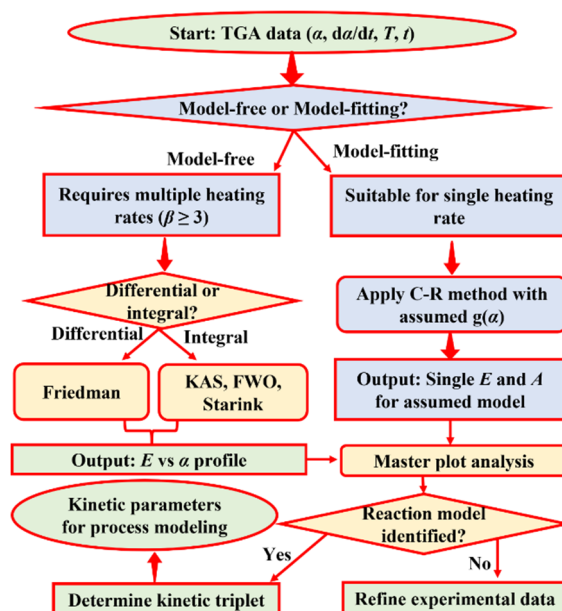 Start: TGA data (α, dα/dt, T, t)
Model-free or Model-fitting?
Model-free
Model-fitting
Requires multiple heating
rates (β ≥ 3)
Suitable for single heating
rate
Differential or
integral?
Apply C-R method with
assumed g(α)
Differential
Integral
Friedman
KAS, FWO,
Starink
Output: Single E and A
for assumed model
Output: E vs α profile
Master plot analysis
Kinetic parameters
for process modeling
Reaction model
identified?
Yes
No
Determine kinetic triplet
Refine experimental data